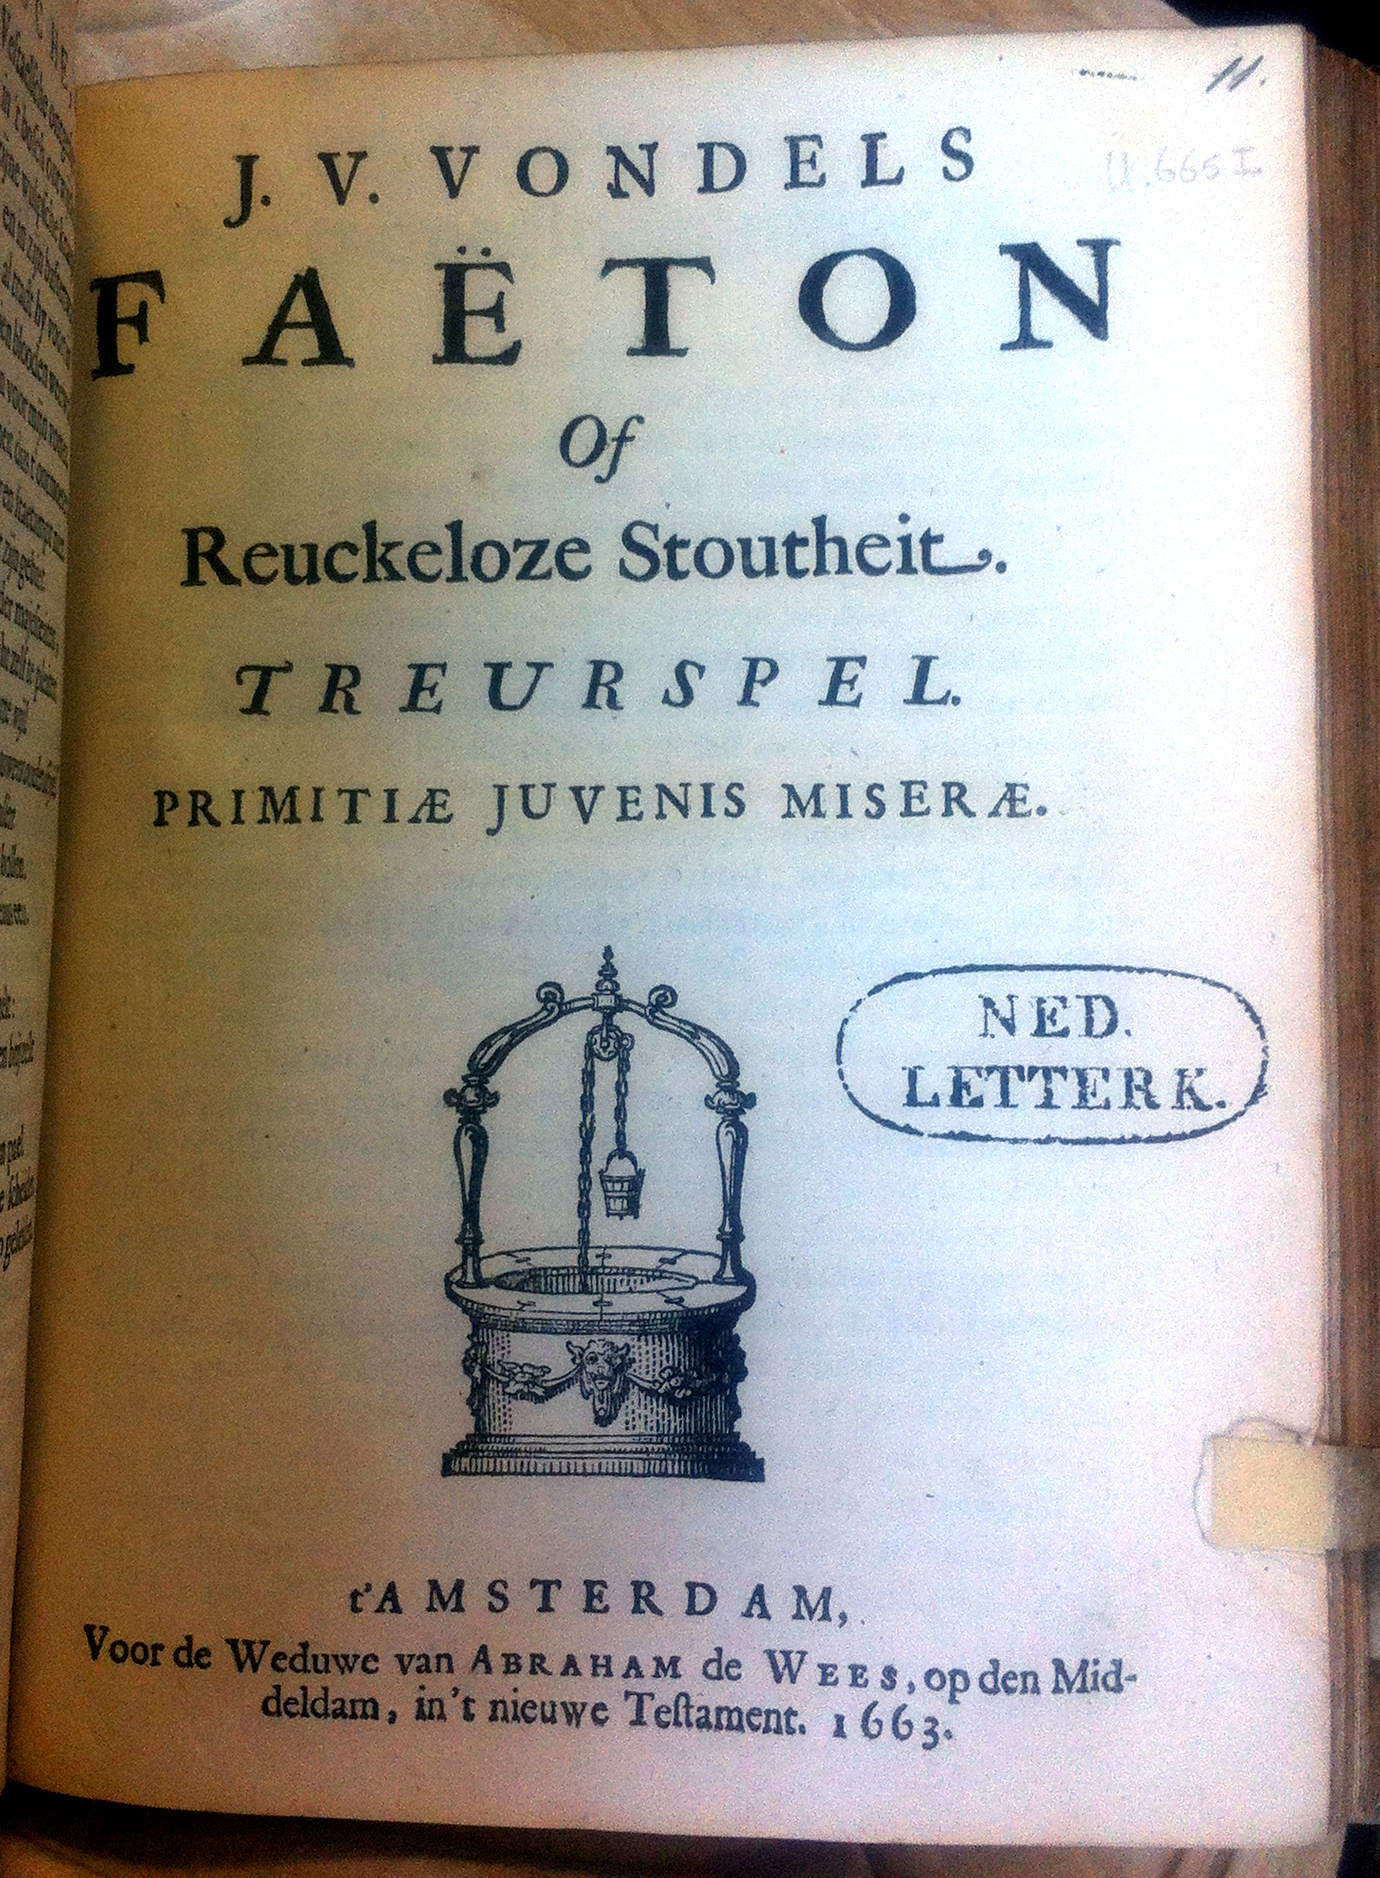 11.
U.665 I
J. V. VONDELS
FAËTON
Of
Reuckeloze Stoutheit.
TREURSPEL.
PRIMITIÆ JUVENIS MISERÆ.
NED.
LETTERK.
t'AMSTERDAM,
Voor de Weduwe van ABRAHAM de WEES, op den Mid-
deldam, in't nieuwe Teſtament. 1663.